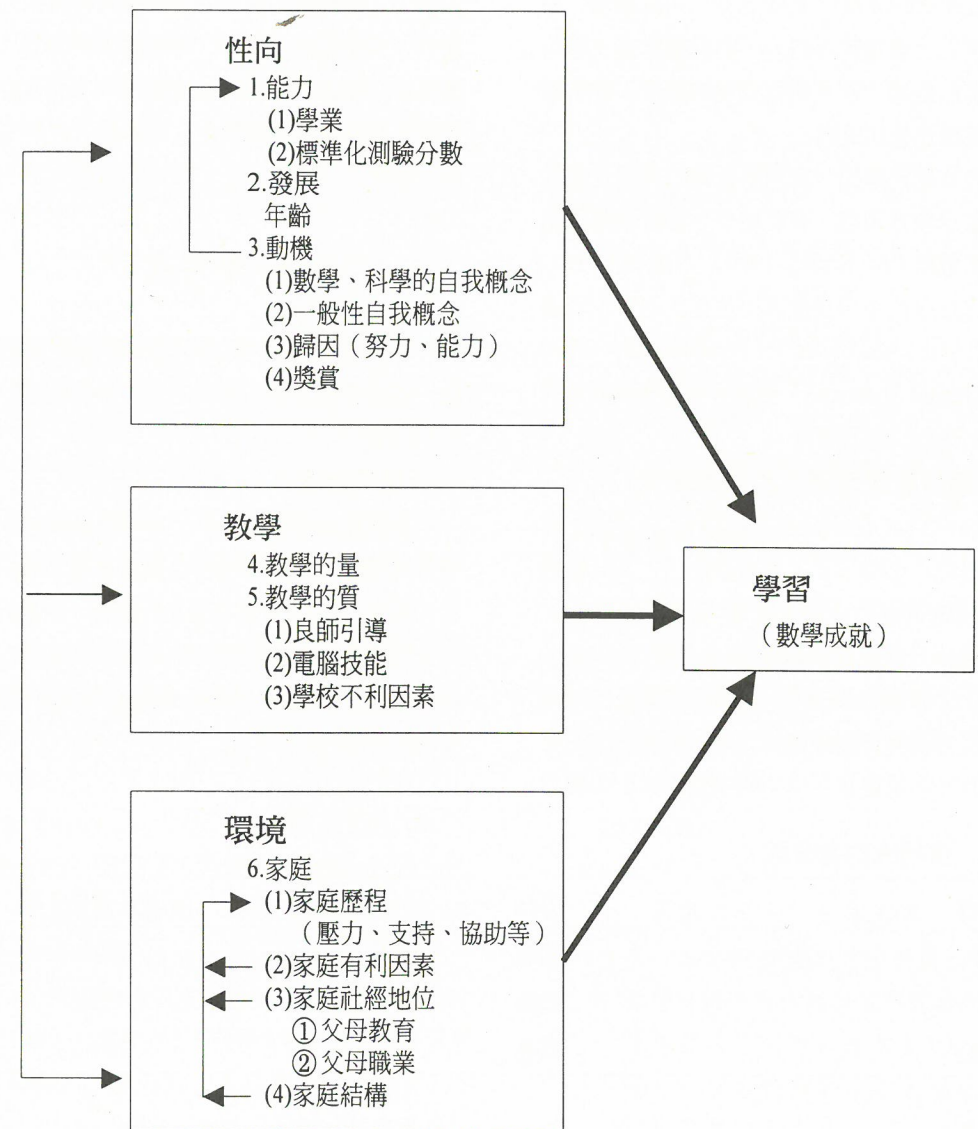 性向
1.能力
(1)學業
(2)標準化測驗分數
2.發展
年齡
3.動機
(1)數學、科學的自我概念
(2)一般性自我概念
(3)歸因（努力、能力）
(4)獎賞
教學
4.教學的量
5.教學的質
(1)良師引導
(2)電腦技能
(3)學校不利因素
學習
（數學成就）
環境
6.家庭
(1)家庭歷程
（壓力、支持、協助等）
(2)家庭有利因素
(3)家庭社經地位
①父母教育
②父母職業
(4)家庭結構